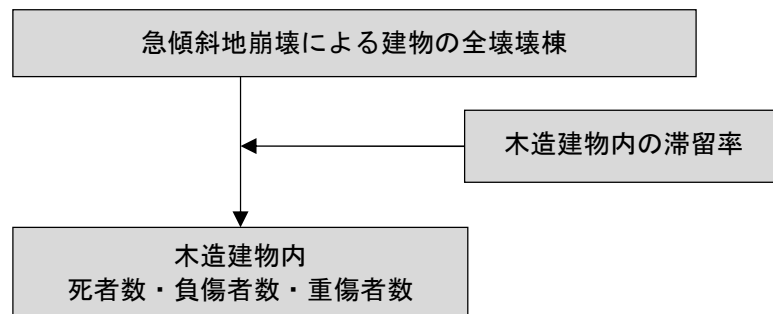 急傾斜地崩壊による建物の全壊壊棟
木造建物内の滞留率
木造建物内
死者数・負傷者数・重傷者数